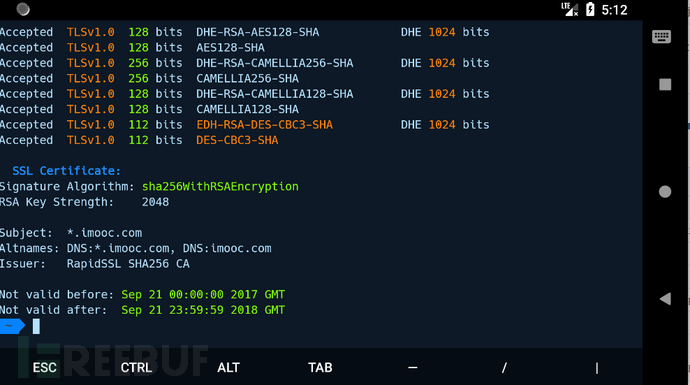 LTE 5:12
Accepted TLSv1.0 128 bits DHE-RSA-AES128-SHA DHE 1024 bits
Accepted TLSv1.0 128 bits AES128-SHA
Accepted TLSv1.0 256 bits DHE-RSA-CAMELLIA256-SHA DHE 1024 bits
Accepted TLSv1.0 256 bits CAMELLIA256-SHA
Accepted TLSv1.0 128 bits DHE-RSA-CAMELLIA128-SHA DHE 1024 bits
Accepted TLSv1.0 128 bits CAMELLIA128-SHA
Accepted TLSv1.0 112 bits EDH-RSA-DES-CBC3-SHA DHE 1024 bits
Accepted TLSv1.0 112 bits DES-CBC3-SHA
SSL Certificate:
Signature Algorithm: sha256WithRSAEncryption
RSA Key Strength: 2048
Subject: *.imooc.com
Altnames: DNS:*.imooc.com, DNS:imooc.com
Issuer: RapidSSL SHA256 CA
Not valid before: Sep 21 00:00:00 2017 GMT
Not valid after: Sep 21 23:59:59 2018 GMT
~
FREEBUF
ESC CTRL ALT TAB — / |